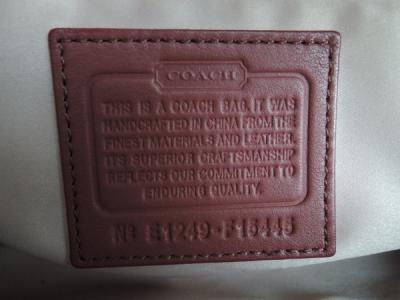 COACH
THIS IS A COACH BAG. IT WAS
HANDCRAFTED IN CHINA FROM THE
FINEST MATERIALS AND LEATHER.
ITS SUPERIOR CRAFTSMANSHIP
REFLECTS OUR COMMITMENT TO
ENDURING QUALITY.
Nº E1249-F15445